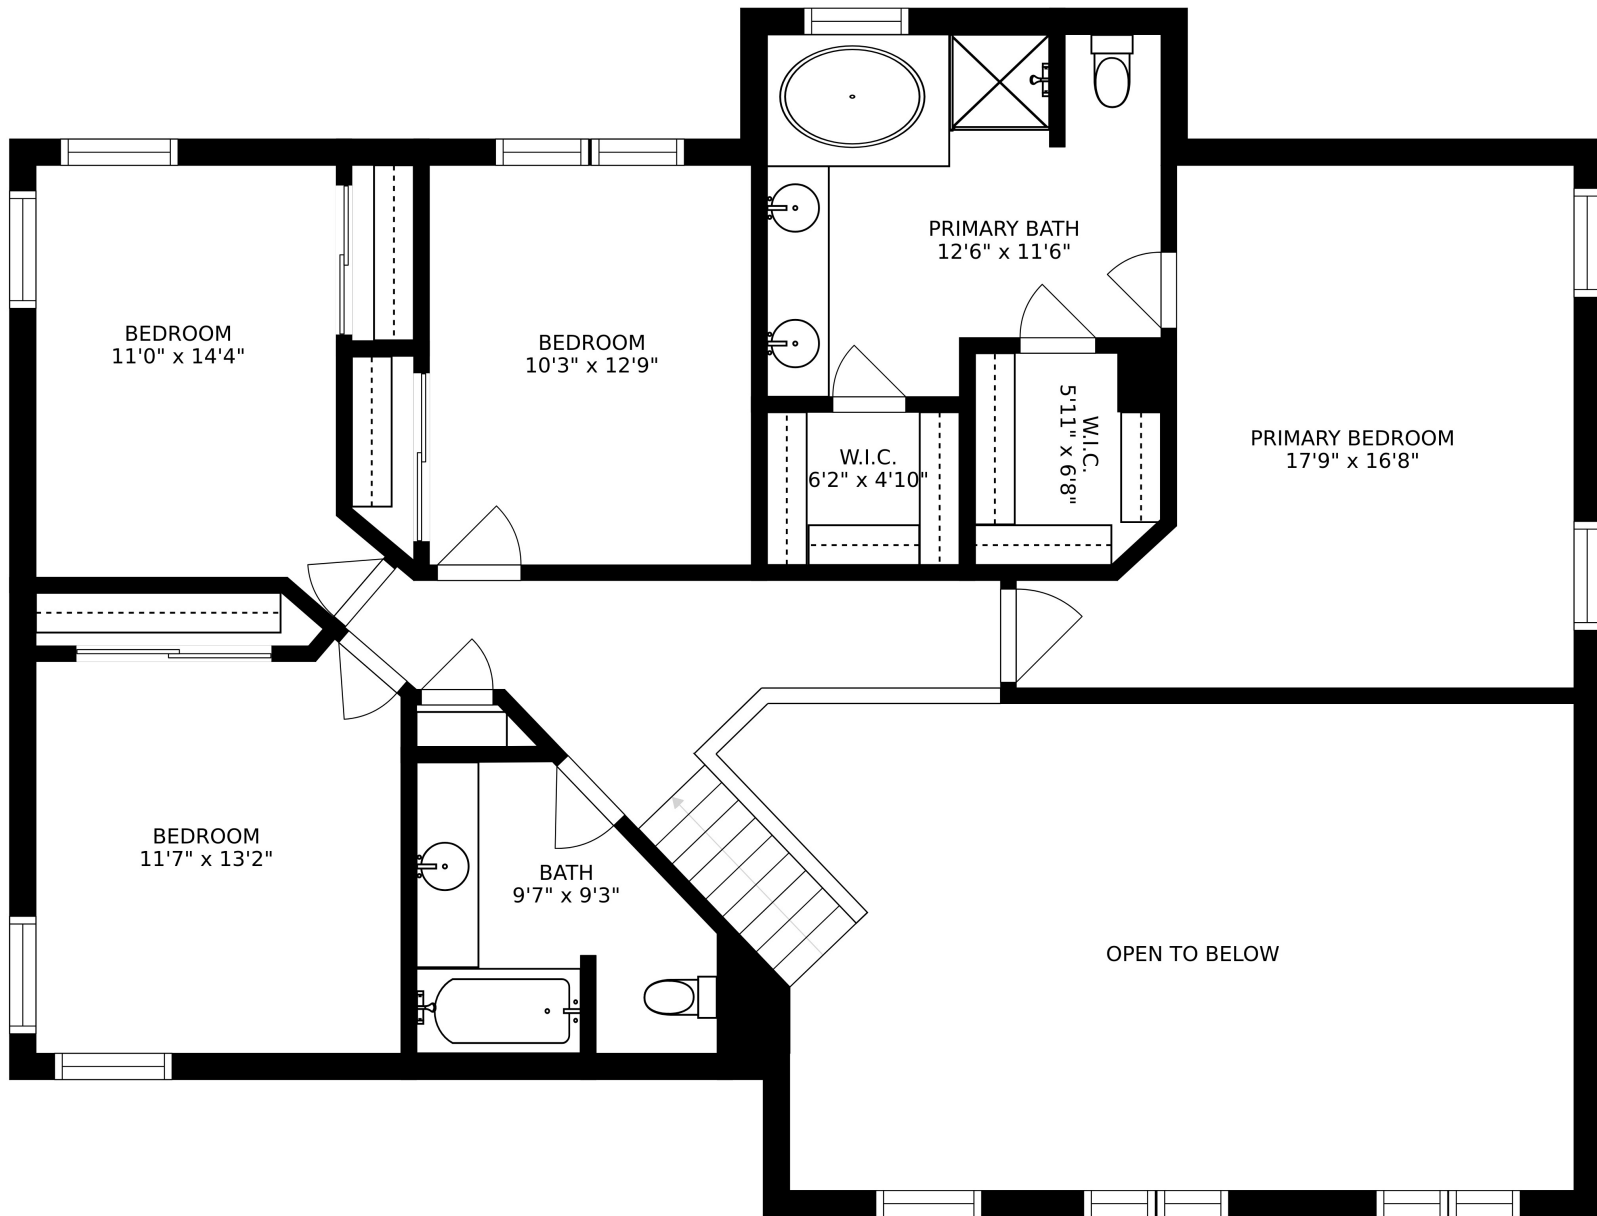 PRIMARY BATH
12'6" x 11'6"
BEDROOM
11'0" x 14'4"
BEDROOM
10'3" x 12'9"
W.I.C.
6'2" x 4'10"
W.I.C.
5'11" x 6'8"
PRIMARY BEDROOM
17'9" x 16'8"
BEDROOM
11'7" x 13'2"
BATH
9'7" x 9'3"
OPEN TO BELOW